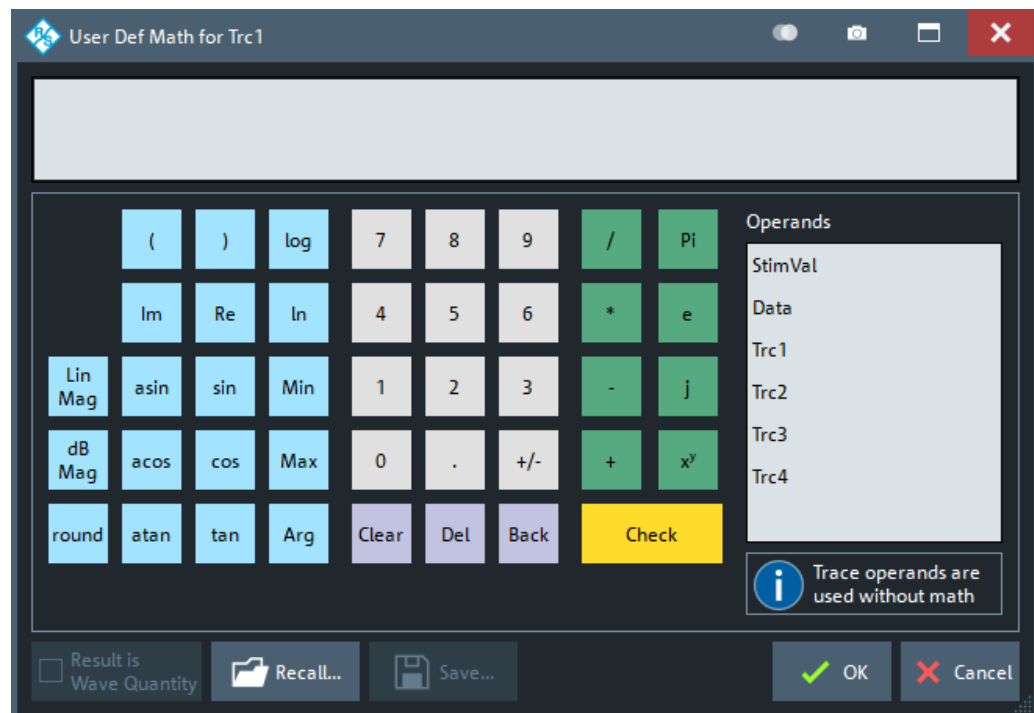 R&S User Def Math for Trc1
( ) log 7 8 9 / Pi
Im Re ln 4 5 6 * e
Lin Mag asin sin Min 1 2 3 - j
dB Mag acos cos Max 0 . +/- + xʸ
round atan tan Arg Clear Del Back Check
Operands
StimVal
Data
Trc1
Trc2
Trc3
Trc4
i
Trace operands are
used without math
Result is
Wave Quantity
Recall...
Save...
OK
Cancel